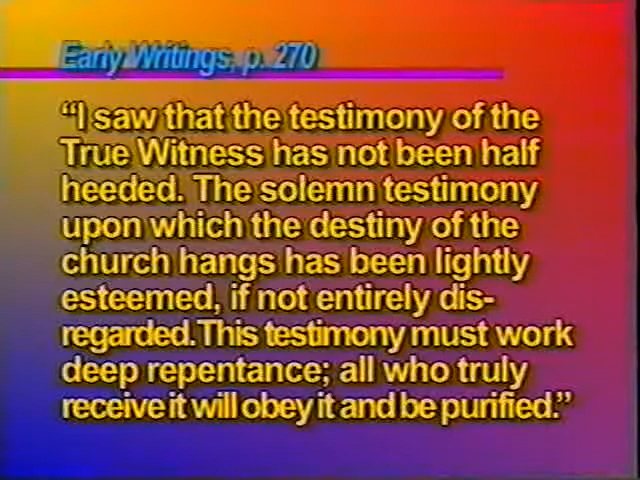 Early Writings, p. 270
“I saw that the testimony of the
True Witness has not been half
heeded. The solemn testimony
upon which the destiny of the
church hangs has been lightly
esteemed, if not entirely dis-
regarded.This testimony must work
deep repentance; all who truly
receive it will obey it and be purified.”